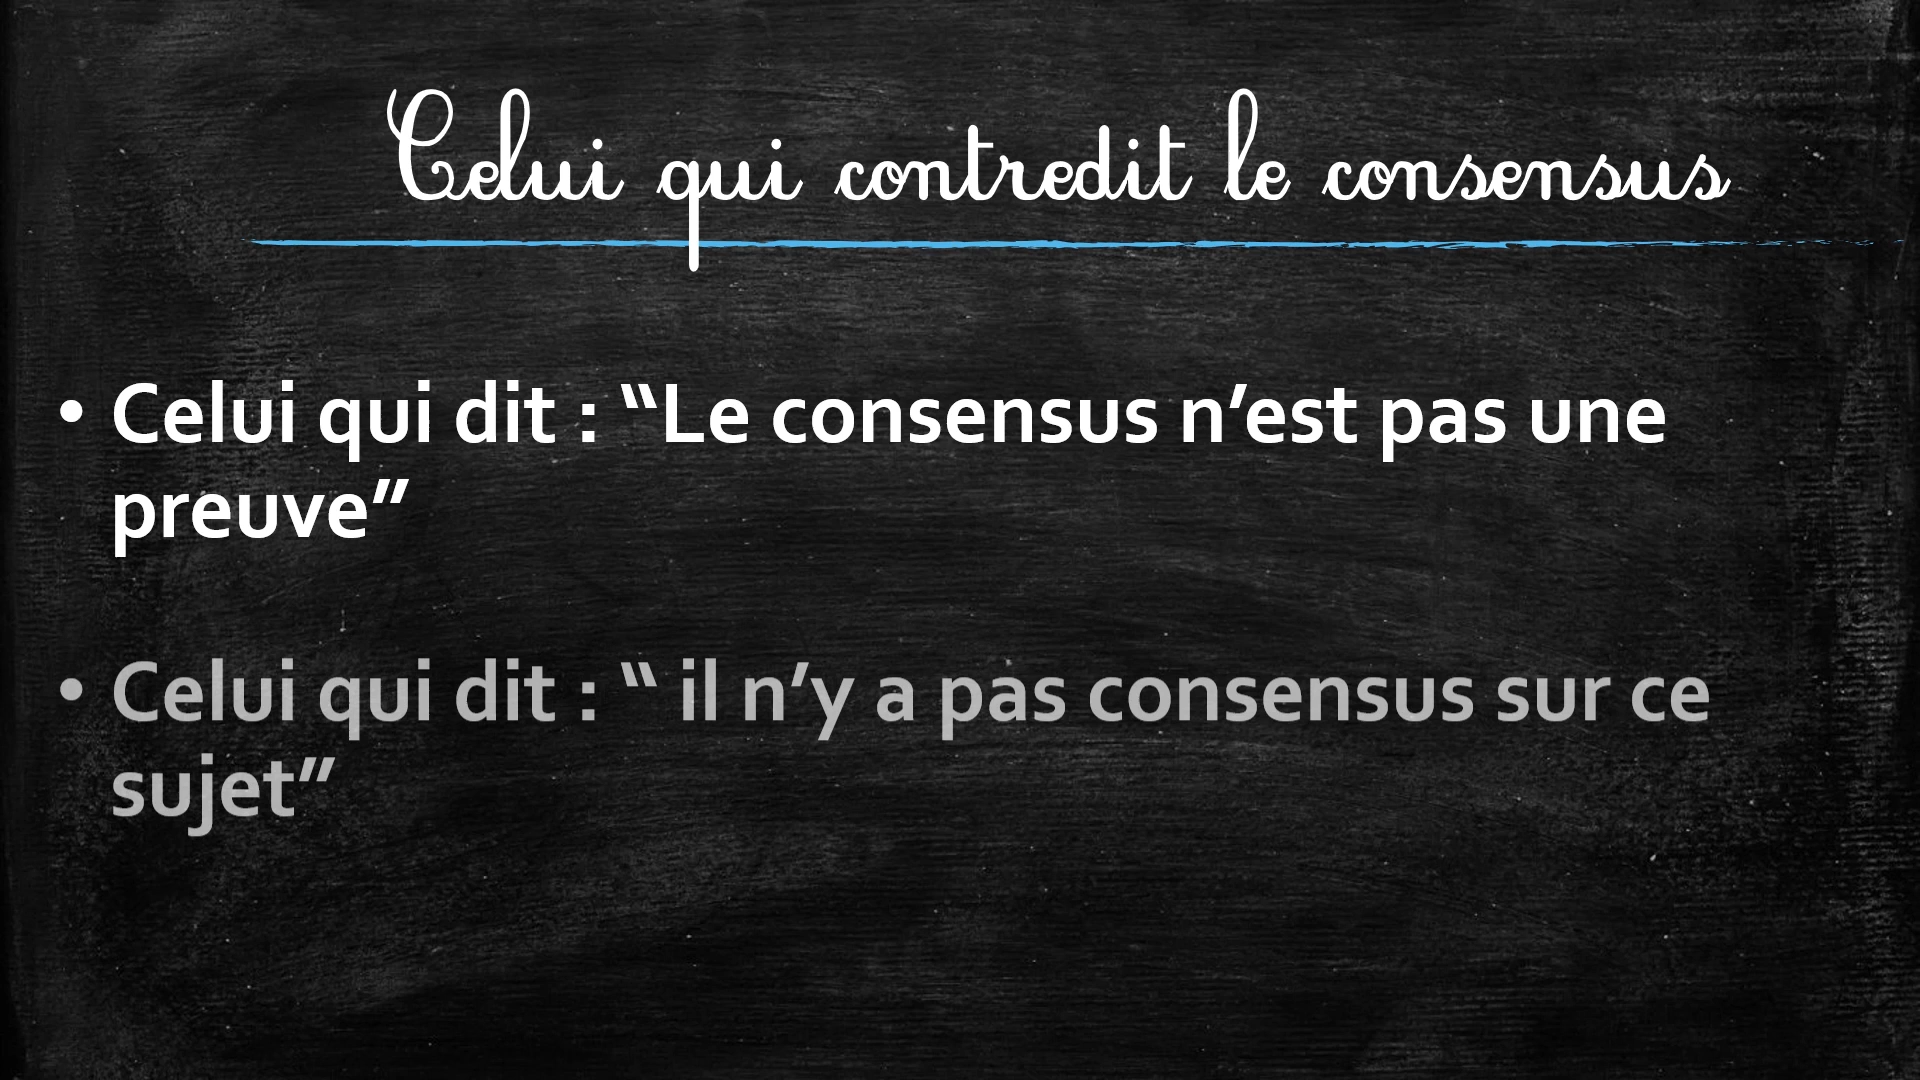 Celui qui contredit le consensus
• Celui qui dit : “Le consensus n’est pas une
preuve”
• Celui qui dit : “ il n’y a pas consensus sur ce
sujet”